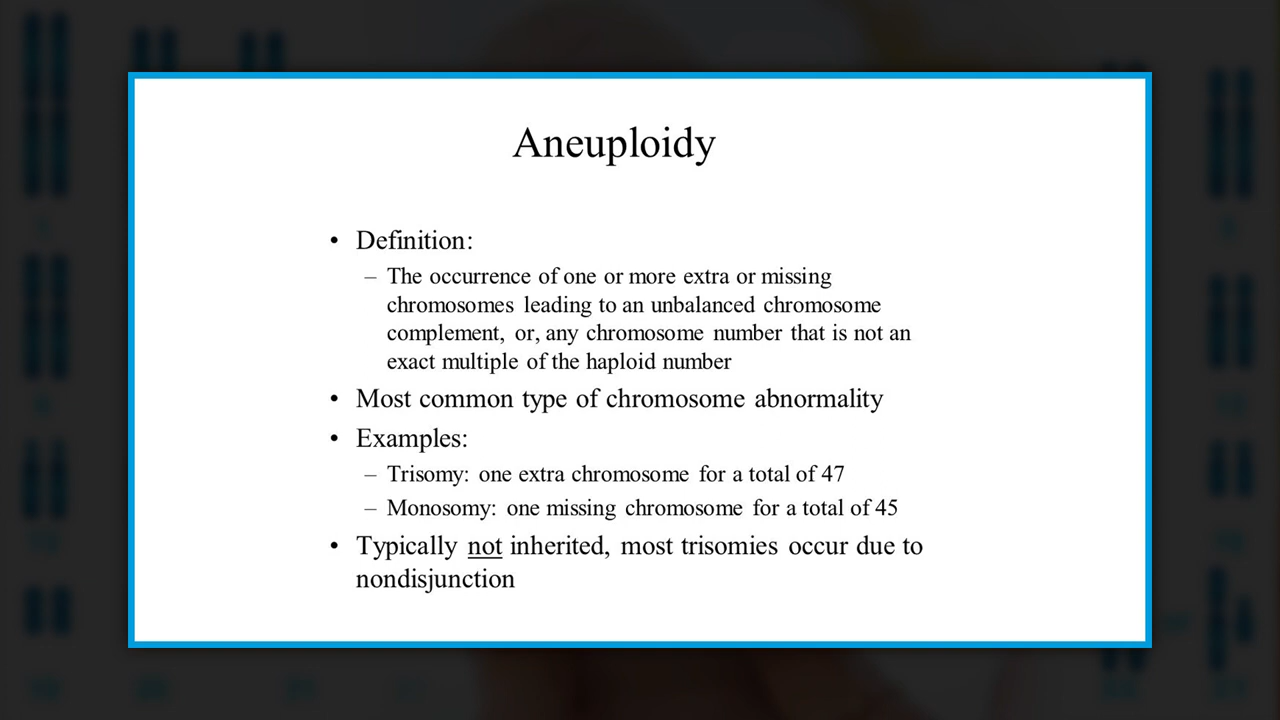 Aneuploidy
• Definition:
– The occurrence of one or more extra or missing
chromosomes leading to an unbalanced chromosome
complement, or, any chromosome number that is not an
exact multiple of the haploid number
• Most common type of chromosome abnormality
• Examples:
– Trisomy: one extra chromosome for a total of 47
– Monosomy: one missing chromosome for a total of 45
• Typically not inherited, most trisomies occur due to
nondisjunction